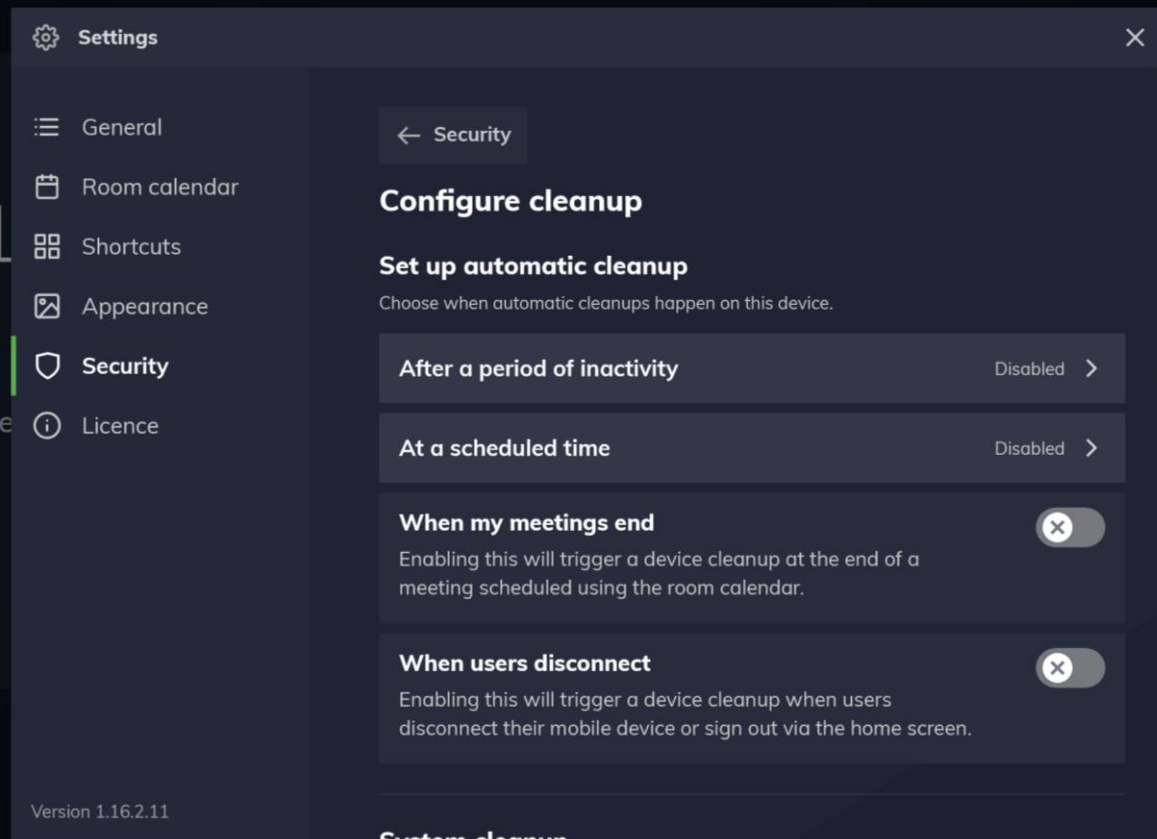 Settings
General
Room calendar
Shortcuts
Appearance
Security
Licence
Version 1.16.2.11
Security
Configure cleanup
Set up automatic cleanup
Choose when automatic cleanups happen on this device.
After a period of inactivity Disabled
At a scheduled time Disabled
When my meetings end
Enabling this will trigger a device cleanup at the end of a
meeting scheduled using the room calendar.
When users disconnect
Enabling this will trigger a device cleanup when users
disconnect their mobile device or sign out via the home screen.
System cleanup